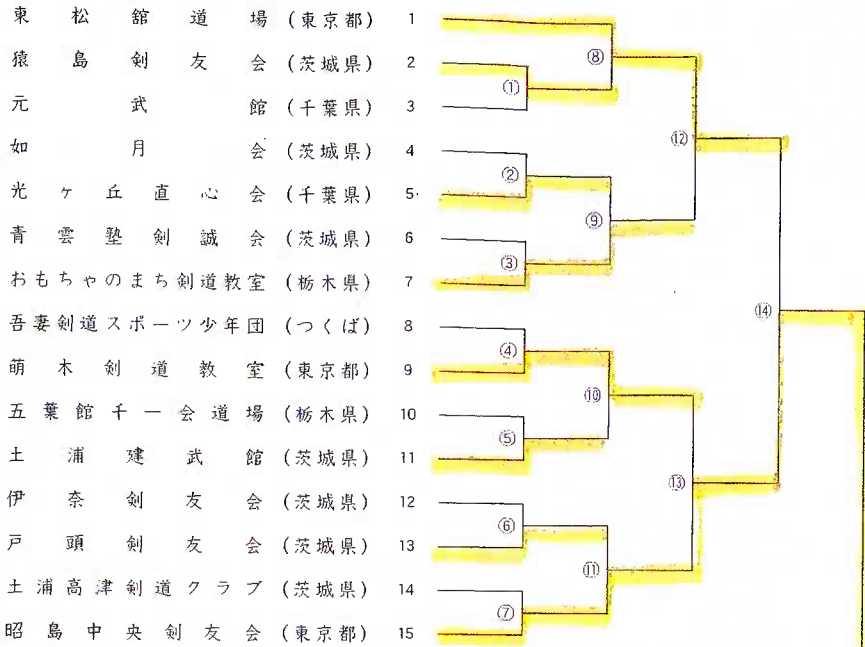 東松舘道場 (東京都) 1
猿島剣友会 (茨城県) 2
元武館 (千葉県) 3
如月会 (茨城県) 4
光ヶ丘直心会 (千葉県) 5
青雲塾剣誠会 (茨城県) 6
おもちゃのまち剣道教室 (栃木県) 7
吾妻剣道スポーツ少年団 (つくば) 8
萌木剣道教室 (東京都) 9
五葉館千一会道場 (栃木県) 10
土浦建武館 (茨城県) 11
伊奈剣友会 (茨城県) 12
戸頭剣友会 (茨城県) 13
土浦高津剣道クラブ (茨城県) 14
昭島中央剣友会 (東京都) 15
①
②
③
④
⑤
⑥
⑦
⑧
⑨
⑩
⑪
⑫
⑬
⑭